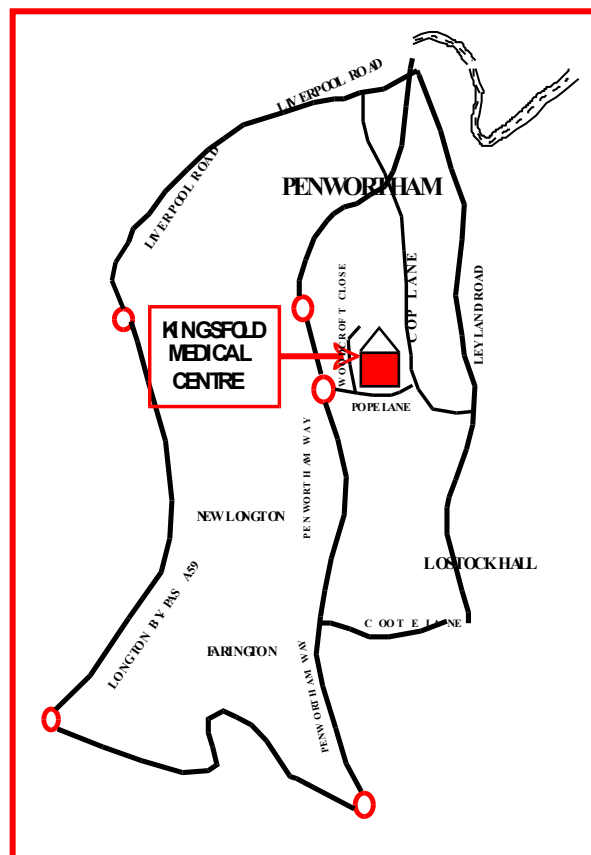 LIVERPOOL ROAD
LIVERPOOL ROAD
PENWORTHAM
WOODCROFT CLOSE
COP LANE
LEYLAND ROAD
KINGSFOLD
MEDICAL
CENTRE
POPE LANE
PENWORTHAM WAY
NEW LONGTON
LOSTOCK HALL
LONGTON BY PAS A59
COOTE LANE
FARINGTON
PENWORTHAM WAY